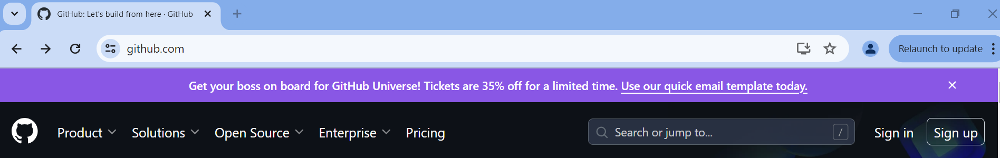 GitHub: Let's build from here · GitHub
github.com
Relaunch to update
Get your boss on board for GitHub Universe! Tickets are 35% off for a limited time. Use our quick email template today.
Product Solutions Open Source Enterprise Pricing Search or jump to... / Sign in Sign up